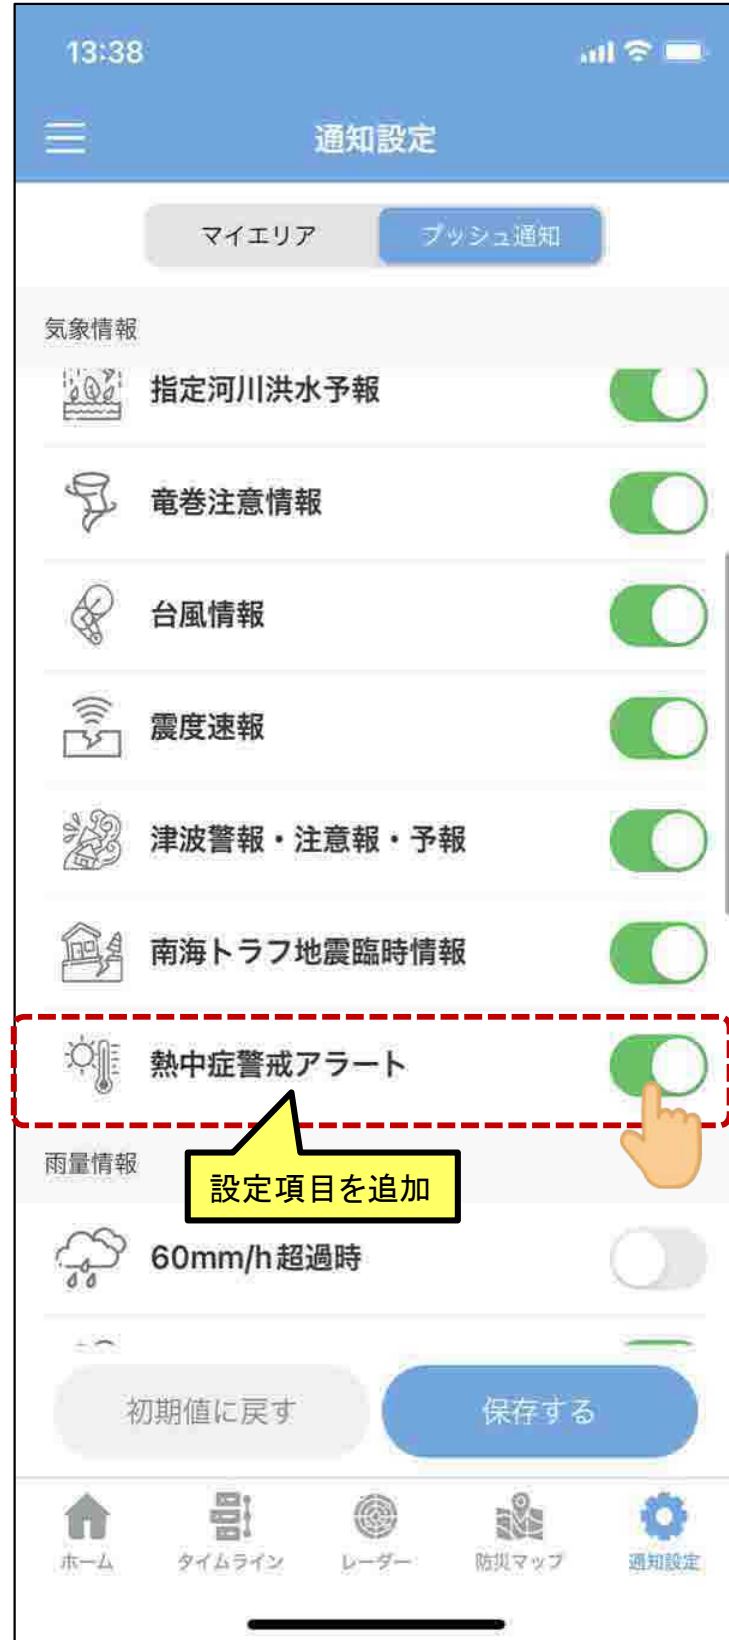 13:38
通知設定
マイエリア
プッシュ通知
気象情報
指定河川洪水予報
竜巻注意情報
台風情報
震度速報
津波警報・注意報・予報
南海トラフ地震臨時情報
熱中症警戒アラート
雨量情報
設定項目を追加
60mm/h超過時
初期値に戻す
保存する
ホーム
タイムライン
レーダー
防災マップ
通知設定